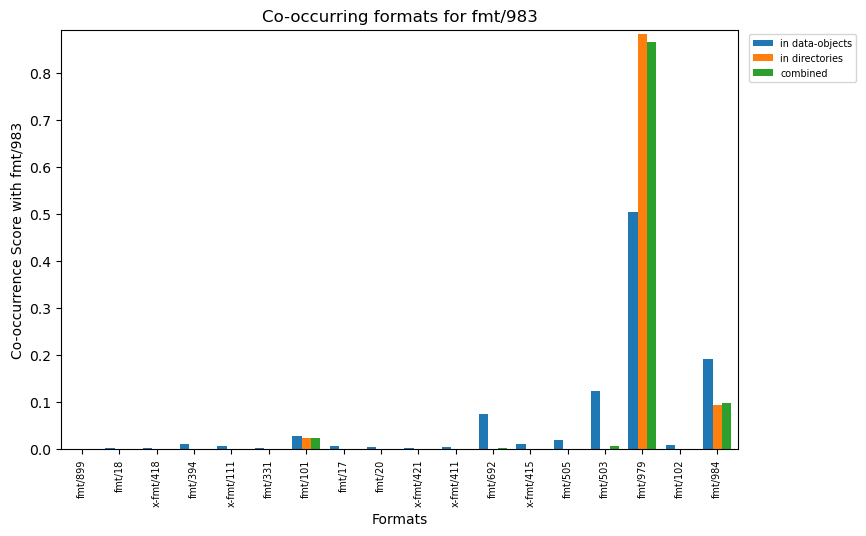 Co-occurring formats for fmt/983
in data-objects
in directories
combined
Co-occurrence Score with fmt/983
0.8
0.7
0.6
0.5
0.4
0.3
0.2
0.1
0.0
fmt/899
fmt/18
x-fmt/418
fmt/394
x-fmt/111
fmt/331
fmt/101
fmt/17
fmt/20
x-fmt/421
x-fmt/411
fmt/692
x-fmt/415
fmt/505
fmt/503
fmt/979
fmt/102
fmt/984
Formats